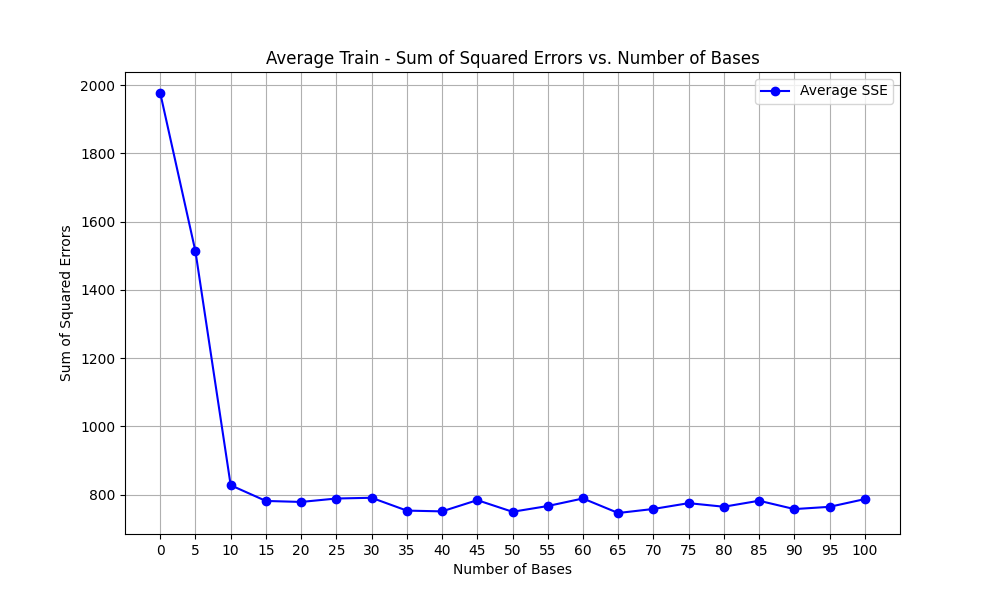 Average Train - Sum of Squared Errors vs. Number of Bases
Average SSE
Sum of Squared Errors
2000
1800
1600
1400
1200
1000
800
0 5 10 15 20 25 30 35 40 45 50 55 60 65 70 75 80 85 90 95 100
Number of Bases